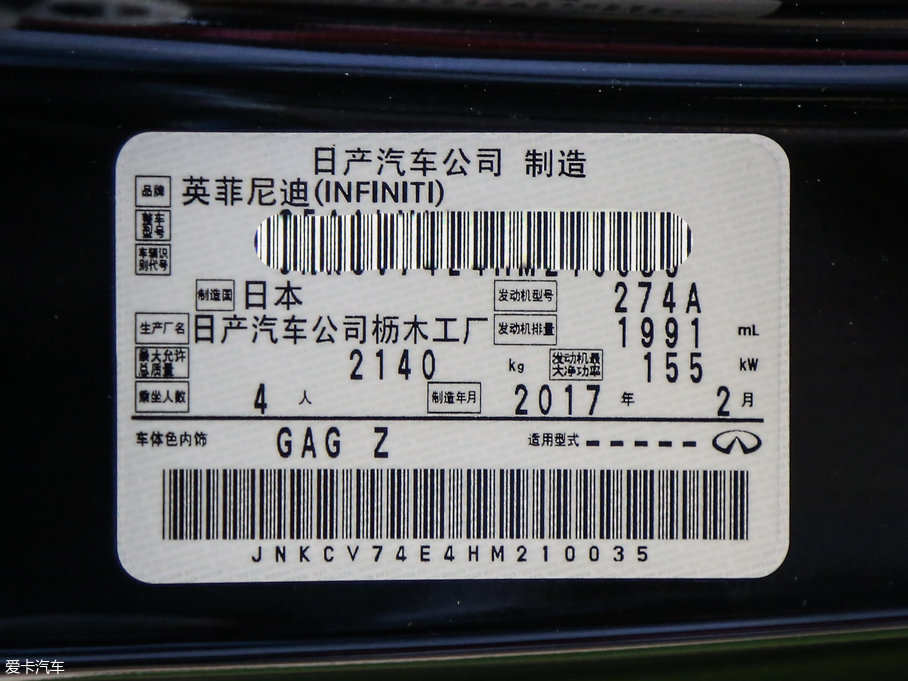 日产汽车公司 制造
品牌 英菲尼迪(INFINITI)
整车型号
车辆识别代号
制造国 日本 发动机型号 274A
生产厂名 日产汽车公司枥木工厂 发动机排量 1991 mL
最大允许总质量 2140 kg 发动机最大净功率 155 kW
乘坐人数 4 人 制造年月 2017 年 2 月
车体色内饰 GAG Z 适用型式 -----
JNKCV74E4HM210035
爱卡汽车